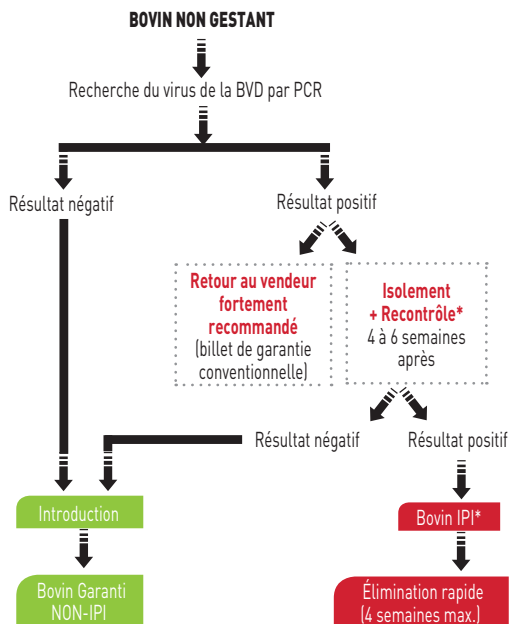 BOVIN NON GESTANT
Recherche du virus de la BVD par PCR
Résultat négatif
Résultat positif
Retour au vendeur
fortement
recommandé
(billet de garantie
conventionnelle)
Isolement
+ Recontrôle*
4 à 6 semaines
après
Résultat négatif
Résultat positif
Introduction
Bovin IPI*
Bovin Garanti
NON-IPI
Élimination rapide
(4 semaines max.)